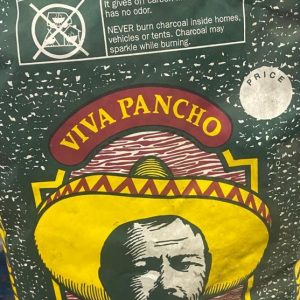 It gives off carbon
has no odor.
NEVER burn charcoal inside homes,
vehicles or tents. Charcoal may
sparkle while burning.
PRICE
VIVA PANCHO